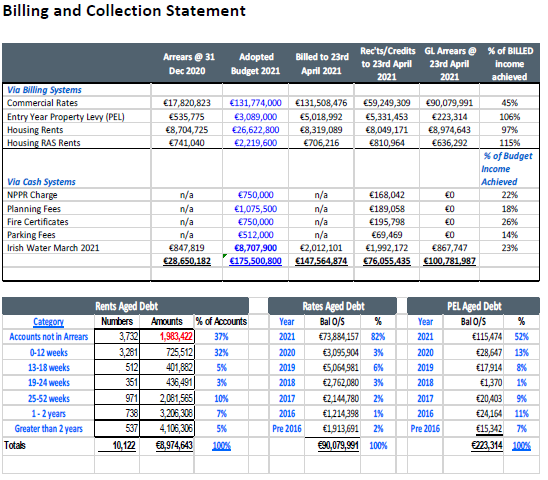 Billing and Collection Statement
Arrears @ 31 Dec 2020 Adopted Budget 2021 Billed to 23rd April 2021 Rec'ts/Credits to 23rd April 2021 GL Arrears @ 23rd April 2021 % of BILLED income achieved
Via Billing Systems
Commercial Rates €17,820,823 €131,774,000 €131,508,476 €59,249,309 €90,079,991 45%
Entry Year Property Levy (PEL) €535,775 €3,089,000 €5,018,992 €5,331,453 €223,314 106%
Housing Rents €8,704,725 €26,622,800 €8,319,089 €8,049,171 €8,974,643 97%
Housing RAS Rents €741,040 €2,219,600 €706,216 €810,964 €636,292 115%
Via Cash Systems % of Budget Income Achieved
NPPR Charge n/a €750,000 n/a €168,042 €0 22%
Planning Fees n/a €1,075,500 n/a €189,058 €0 18%
Fire Certificates n/a €750,000 n/a €195,798 €0 26%
Parking Fees n/a €512,000 n/a €69,469 €0 14%
Irish Water March 2021 €847,819 €8,707,900 €2,012,101 €1,992,172 €867,747 23%
€28,650,182 €175,500,800 €147,564,874 €76,055,435 €100,781,987
Rents Aged Debt
Category Numbers Amounts % of Accounts
Accounts not in Arrears 3,732 1,983,422 37%
0-12 weeks 3,281 725,512 32%
13-18 weeks 512 401,882 5%
19-24 weeks 351 436,491 3%
25-52 weeks 971 2,081,565 10%
1 - 2 years 738 3,206,308 7%
Greater than 2 years 537 4,106,306 5%
Totals 10,122 €8,974,643 100%
Rates Aged Debt
Year Bal O/S %
2021 €73,884,157 82%
2020 €3,095,904 3%
2019 €5,064,981 6%
2018 €2,762,080 3%
2017 €2,144,780 2%
2016 €1,214,398 1%
Pre 2016 €1,913,691 2%
€90,079,991 100%
PEL Aged Debt
Year Bal O/S %
2021 €115,474 52%
2020 €28,647 13%
2019 €17,914 8%
2018 €1,370 1%
2017 €20,403 9%
2016 €24,164 11%
Pre 2016 €15,342 7%
€223,314 100%